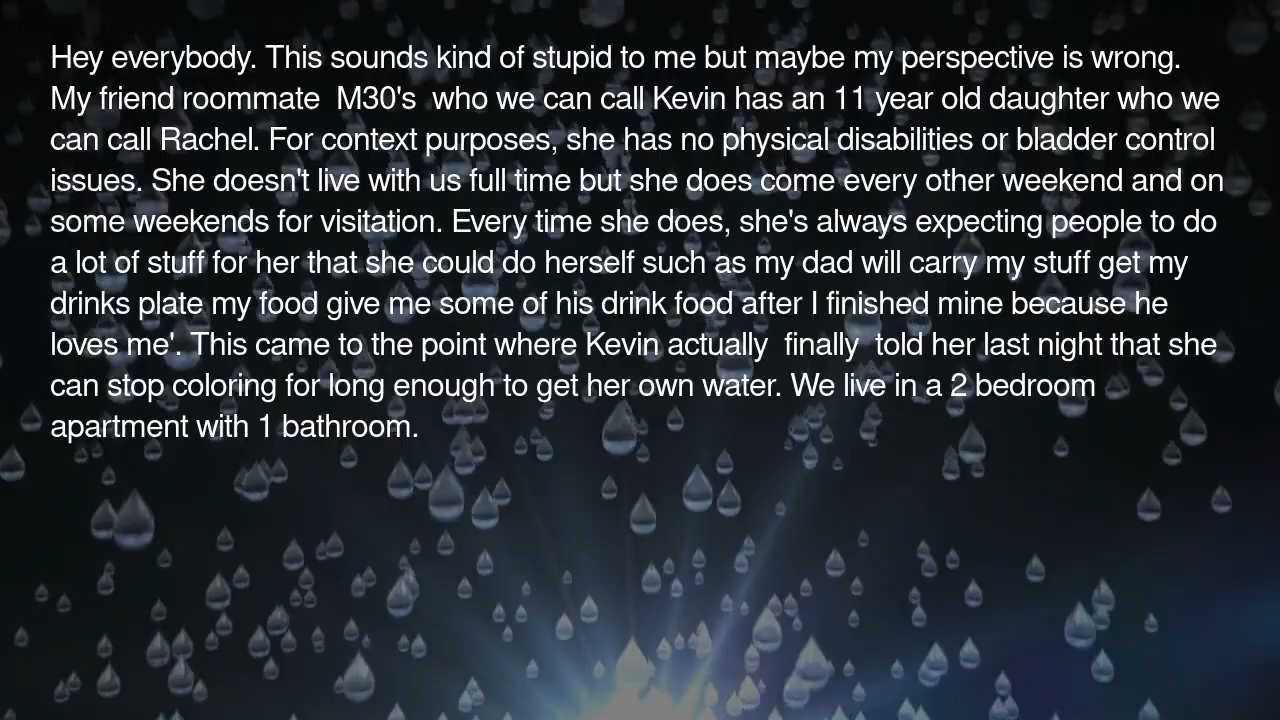 Hey everybody. This sounds kind of stupid to me but maybe my perspective is wrong.
My friend roommate  M30's  who we can call Kevin has an 11 year old daughter who we
can call Rachel. For context purposes, she has no physical disabilities or bladder control
issues. She doesn't live with us full time but she does come every other weekend and on
some weekends for visitation. Every time she does, she's always expecting people to do
a lot of stuff for her that she could do herself such as my dad will carry my stuff get my
drinks plate my food give me some of his drink food after I finished mine because he
loves me'. This came to the point where Kevin actually  finally  told her last night that she
can stop coloring for long enough to get her own water. We live in a 2 bedroom
apartment with 1 bathroom.